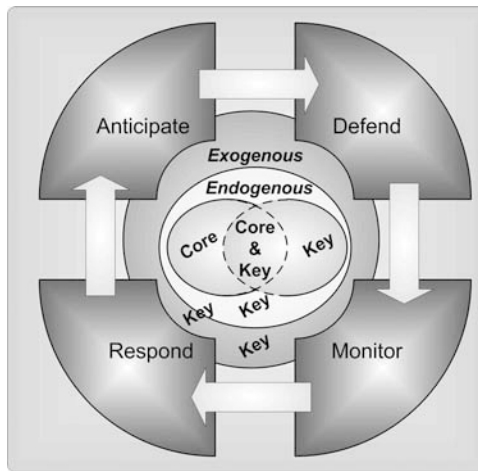 Anticipate
Defend
Exogenous
Endogenous
Core
Core
&
Key
Key
Key
Key
Key
Respond
Monitor